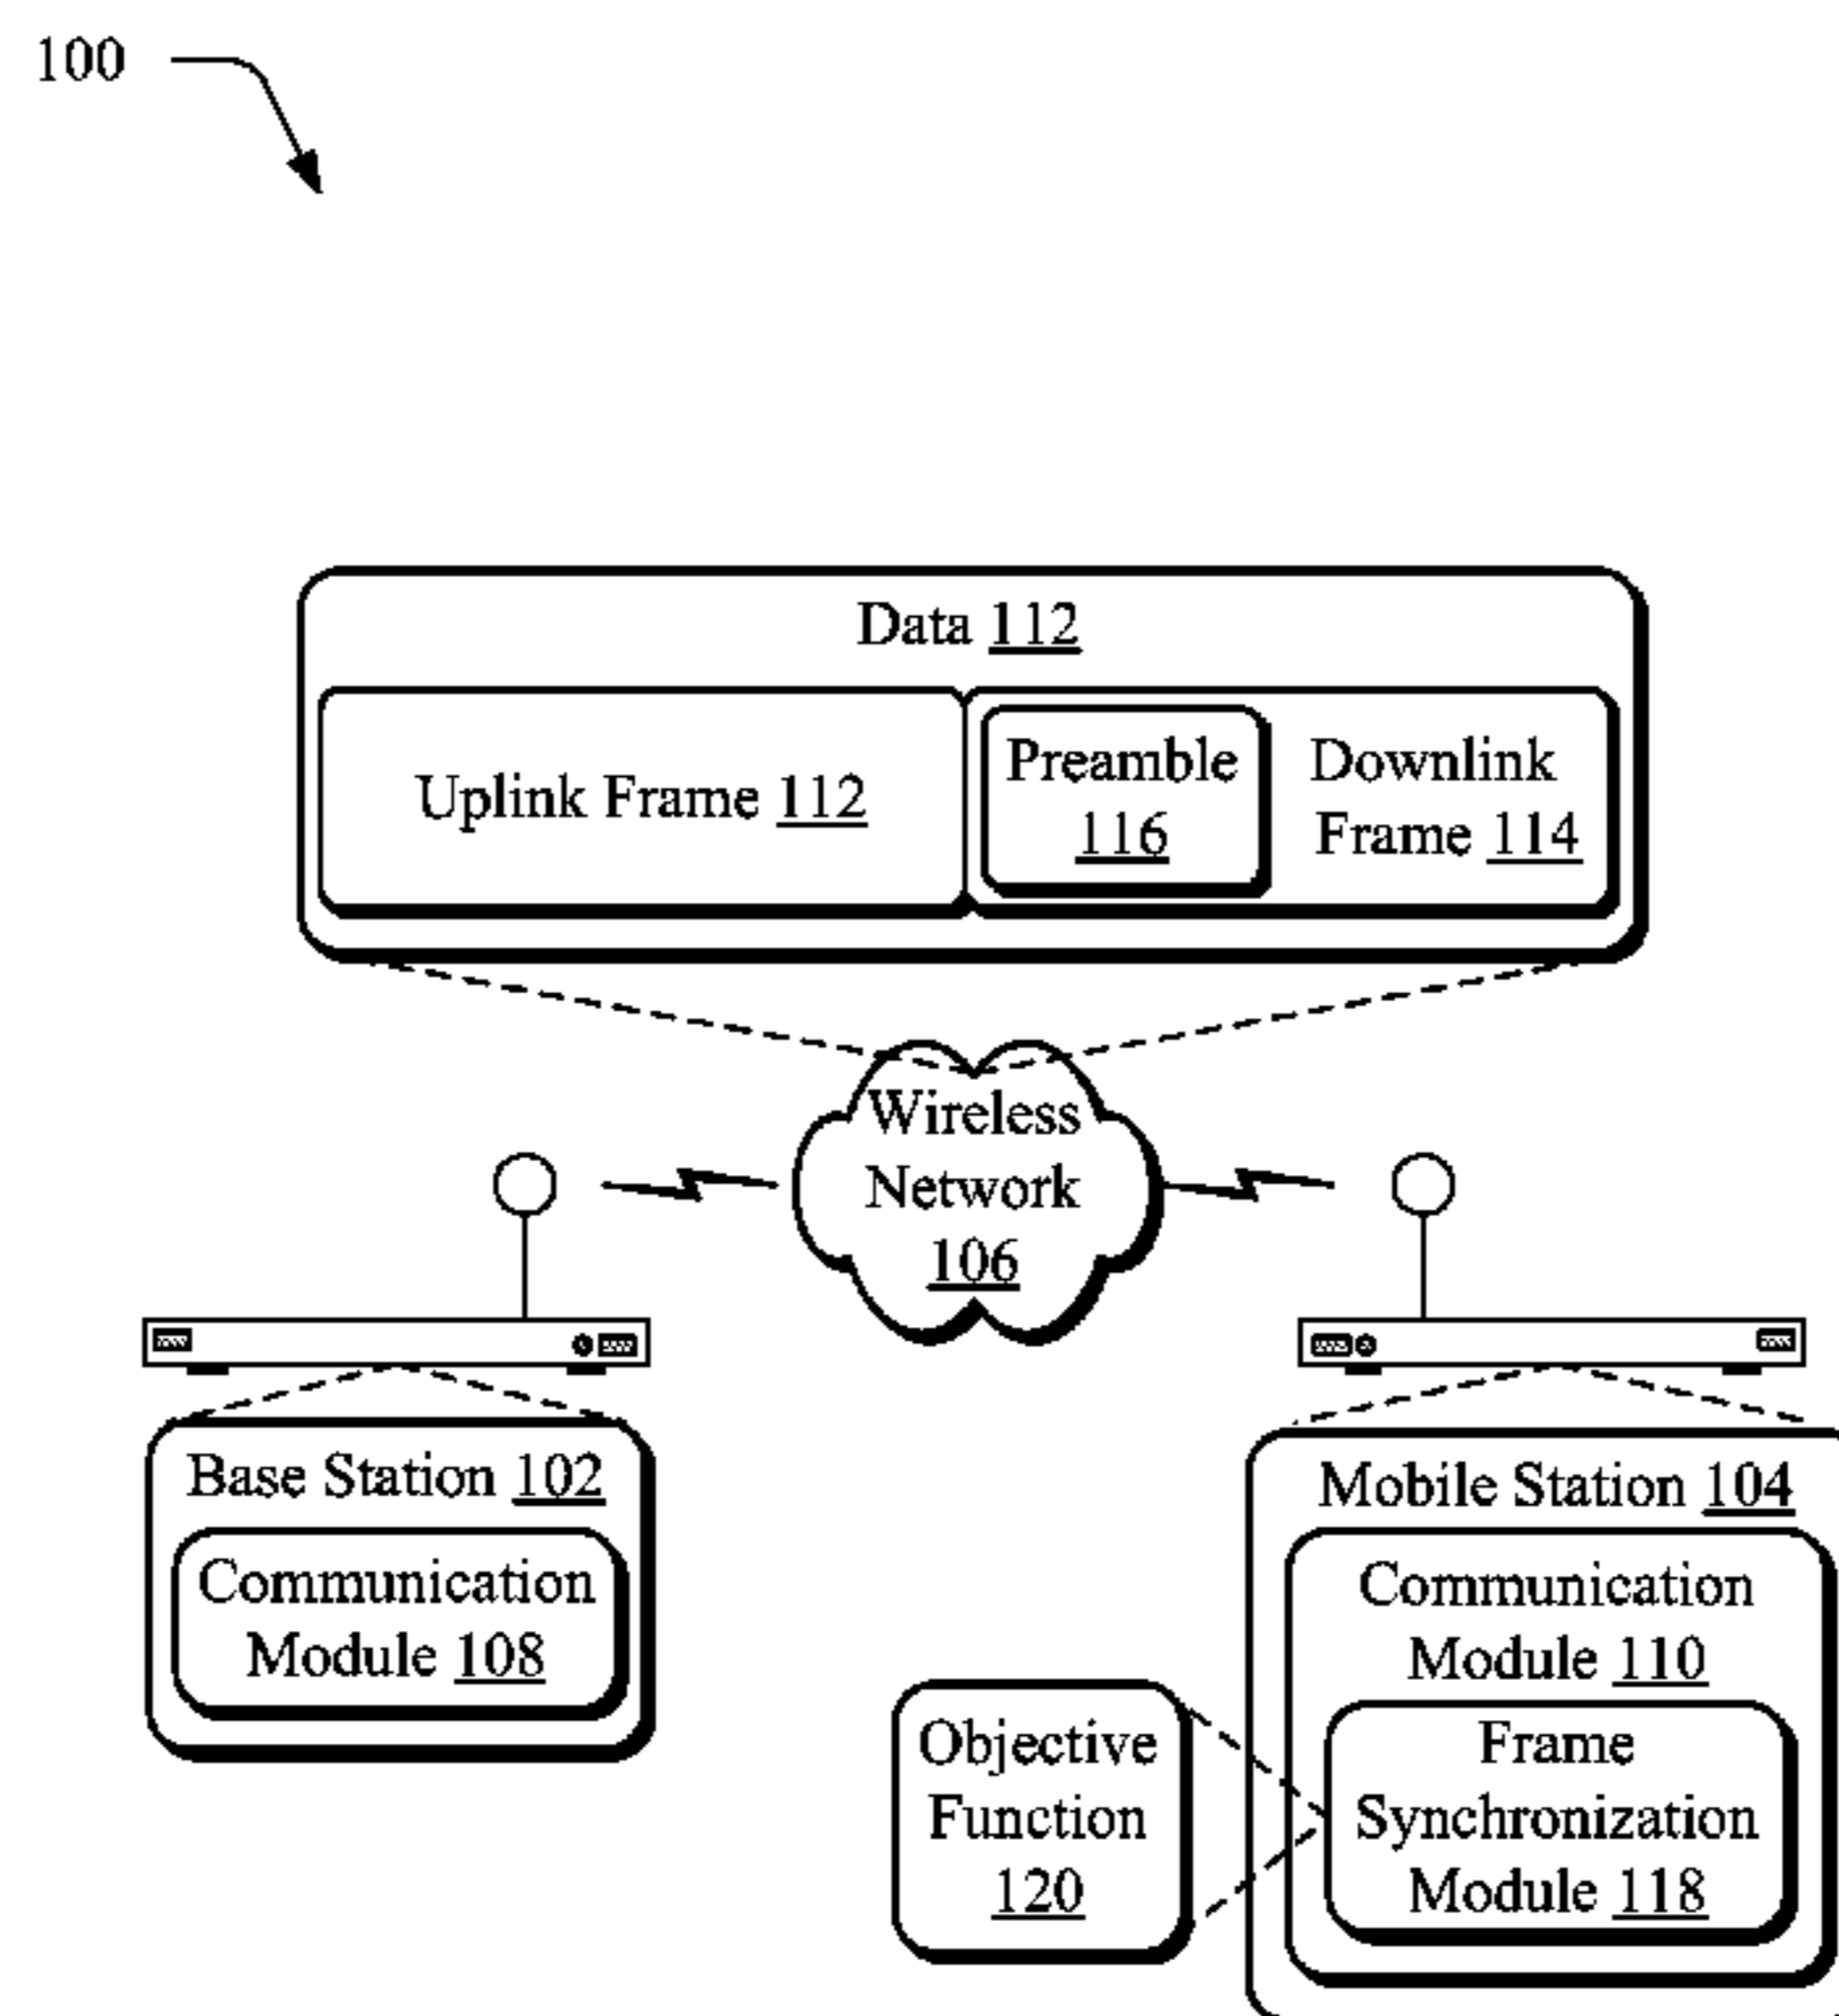 100
Data 112
Uplink Frame 112
Preamble
116
Downlink
Frame 114
Wireless
Network
106
Base Station 102
Communication
Module 108
Mobile Station 104
Communication
Module 110
Frame
Synchronization
Module 118
Objective
Function
120